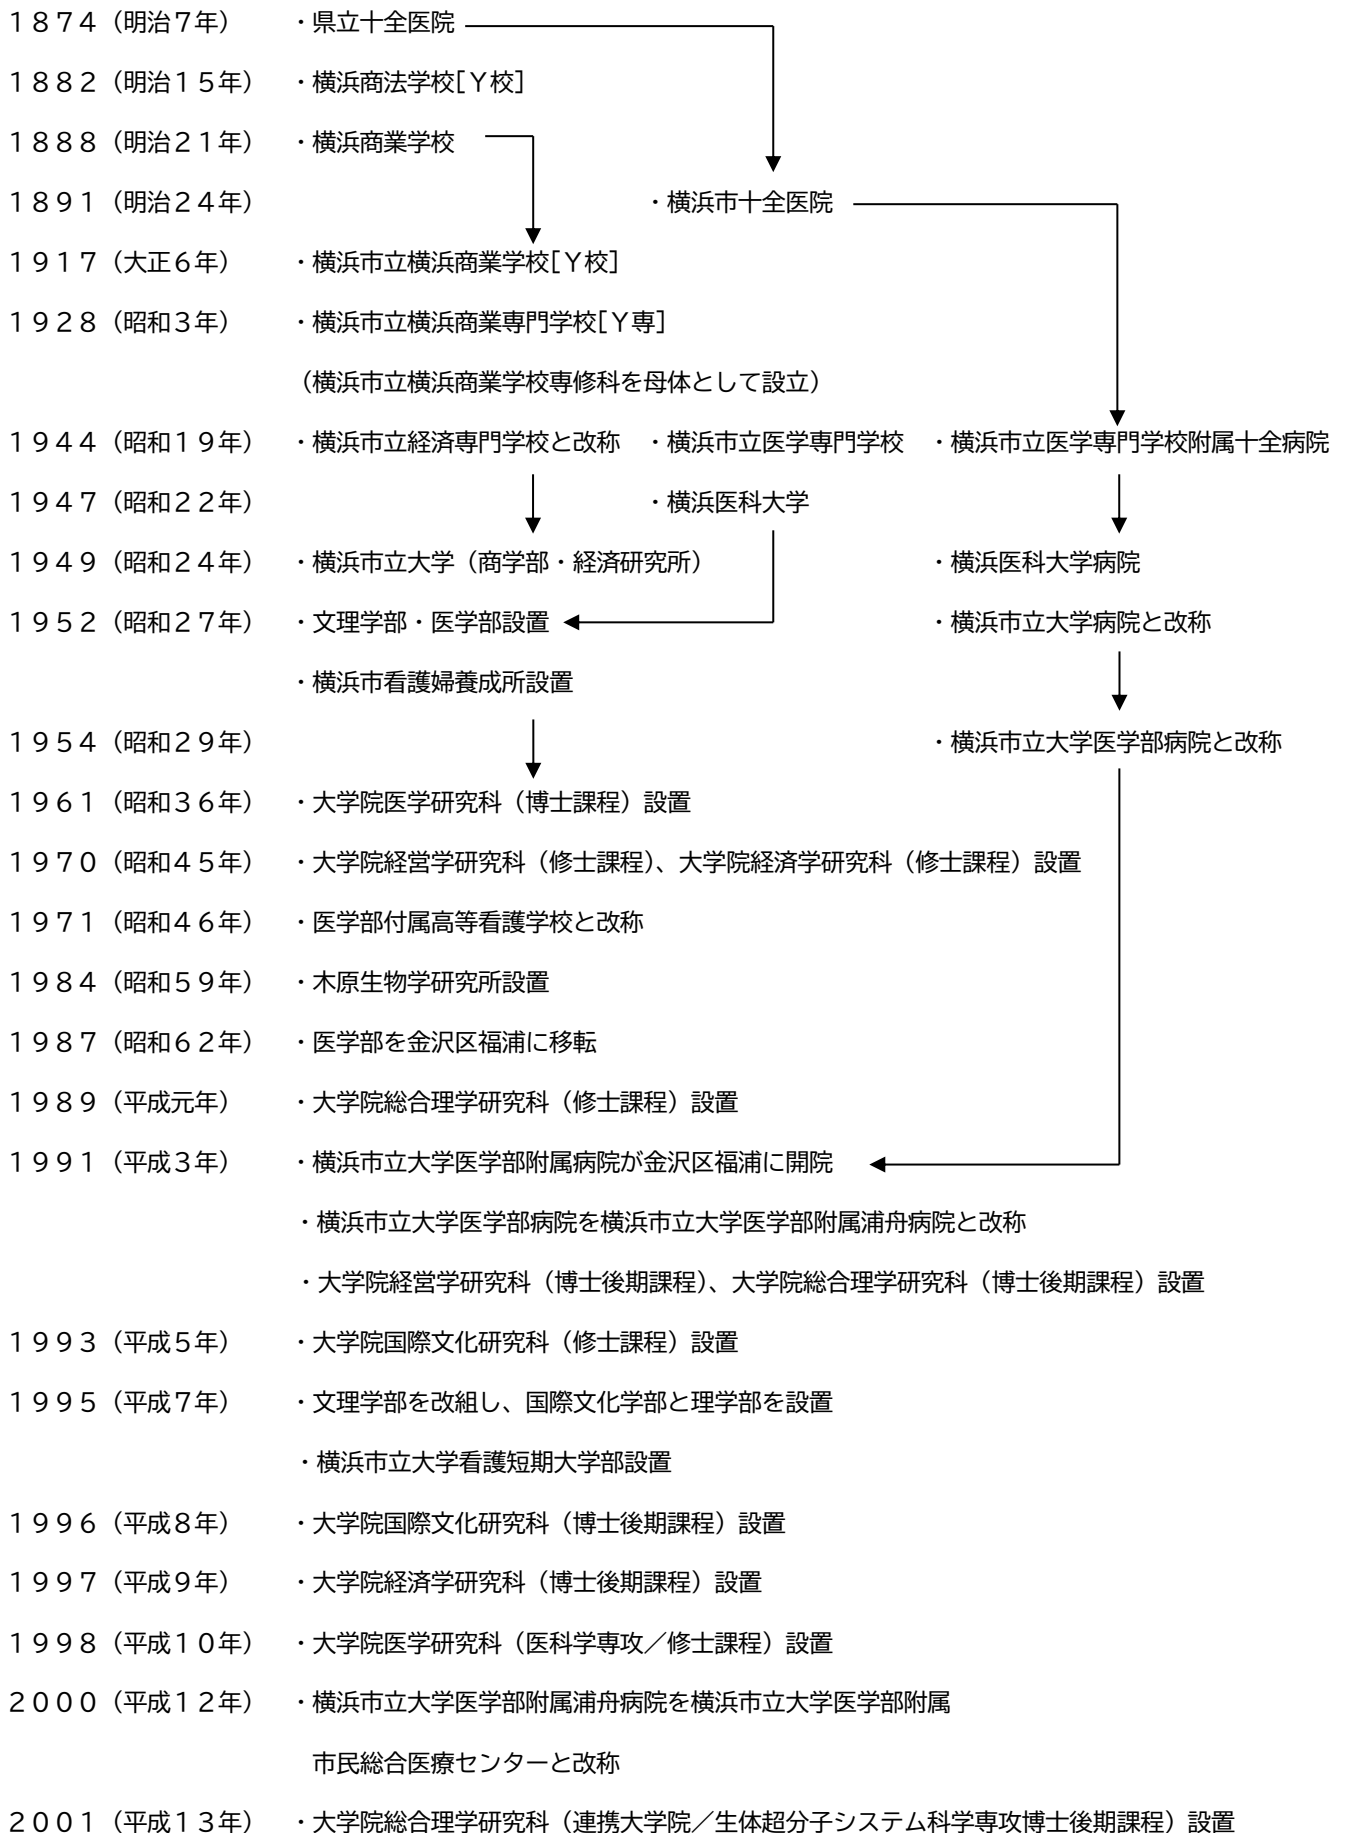 １８７４（明治７年）　・県立十全医院
１８８２（明治１５年）　・横浜商法学校[Ｙ校]
１８８８（明治２１年）　・横浜商業学校
１８９１（明治２４年）　・横浜市十全医院
１９１７（大正６年）　・横浜市立横浜商業学校[Ｙ校]
１９２８（昭和３年）　・横浜市立横浜商業専門学校[Ｙ専]
（横浜市立横浜商業学校専修科を母体として設立）
１９４４（昭和１９年）　・横浜市立経済専門学校と改称　・横浜市立医学専門学校　・横浜市立医学専門学校附属十全病院
１９４７（昭和２２年）　・横浜医科大学
１９４９（昭和２４年）　・横浜市立大学（商学部・経済研究所）　・横浜医科大学病院
１９５２（昭和２７年）　・文理学部・医学部設置　・横浜市立大学病院と改称
・横浜市看護婦養成所設置
１９５４（昭和２９年）　・横浜市立大学医学部病院と改称
１９６１（昭和３６年）　・大学院医学研究科（博士課程）設置
１９７０（昭和４５年）　・大学院経営学研究科（修士課程）、大学院経済学研究科（修士課程）設置
１９７１（昭和４６年）　・医学部付属高等看護学校と改称
１９８４（昭和５９年）　・木原生物学研究所設置
１９８７（昭和６２年）　・医学部を金沢区福浦に移転
１９８９（平成元年）　・大学院総合理学研究科（修士課程）設置
１９９１（平成３年）　・横浜市立大学医学部附属病院が金沢区福浦に開院
・横浜市立大学医学部病院を横浜市立大学医学部附属浦舟病院と改称
・大学院経営学研究科（博士後期課程）、大学院総合理学研究科（博士後期課程）設置
１９９３（平成５年）　・大学院国際文化研究科（修士課程）設置
１９９５（平成７年）　・文理学部を改組し、国際文化学部と理学部を設置
・横浜市立大学看護短期大学部設置
１９９６（平成８年）　・大学院国際文化研究科（博士後期課程）設置
１９９７（平成９年）　・大学院経済学研究科（博士後期課程）設置
１９９８（平成１０年）　・大学院医学研究科（医科学専攻／修士課程）設置
２０００（平成１２年）　・横浜市立大学医学部附属浦舟病院を横浜市立大学医学部附属
市民総合医療センターと改称
２００１（平成１３年）　・大学院総合理学研究科（連携大学院／生体超分子システム科学専攻博士後期課程）設置